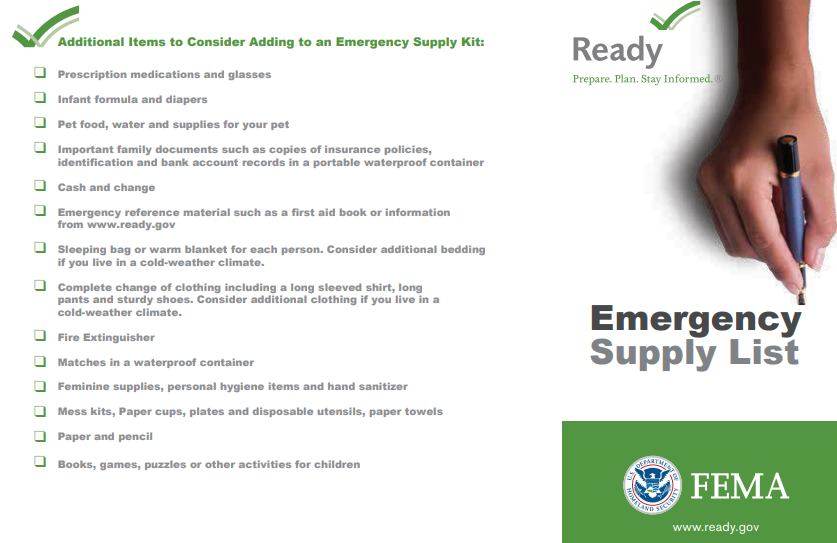 Additional Items to Consider Adding to an Emergency Supply Kit:
Prescription medications and glasses
Infant formula and diapers
Pet food, water and supplies for your pet
Important family documents such as copies of insurance policies,
identification and bank account records in a portable waterproof container
Cash and change
Emergency reference material such as a first aid book or information
from www.ready.gov
Sleeping bag or warm blanket for each person. Consider additional bedding
if you live in a cold-weather climate.
Complete change of clothing including a long sleeved shirt, long
pants and sturdy shoes. Consider additional clothing if you live in a
cold-weather climate.
Fire Extinguisher
Matches in a waterproof container
Feminine supplies, personal hygiene items and hand sanitizer
Mess kits, Paper cups, plates and disposable utensils, paper towels
Paper and pencil
Books, games, puzzles or other activities for children
Ready
Prepare. Plan. Stay Informed.®
Emergency
Supply List
U.S. DEPARTMENT OF
HOMELAND SECURITY
FEMA
www.ready.gov